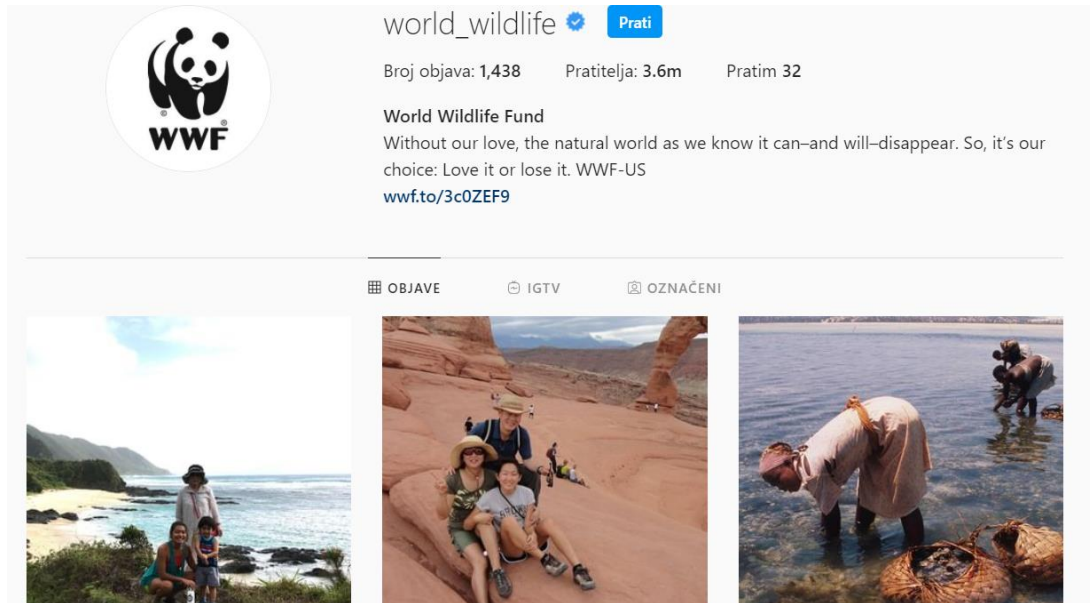 WWF
world_wildlife
Prati
Broj objava: 1,438 Pratitelja: 3.6m Pratim 32
World Wildlife Fund
Without our love, the natural world as we know it can–and will–disappear. So, it's our
choice: Love it or lose it. WWF-US
wwf.to/3c0ZEF9
OBJAVE IGTV OZNAČENI